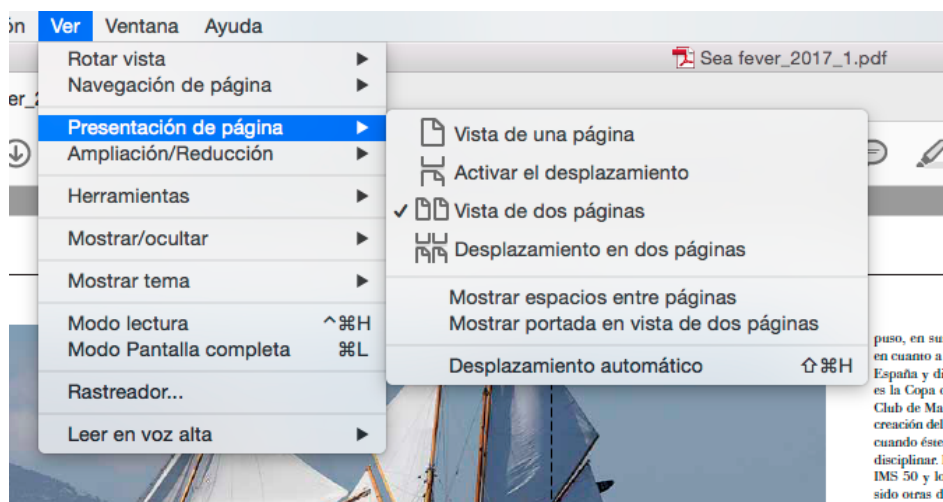 ón Ver Ventana Ayuda
Sea fever_2017_1.pdf
er_2
Rotar vista
Navegación de página
Presentación de página
Ampliación/Reducción
Herramientas
Mostrar/ocultar
Mostrar tema
Modo lectura ^⌘H
Modo Pantalla completa ⌘L
Rastreador...
Leer en voz alta
Vista de una página
Activar el desplazamiento
✓ Vista de dos páginas
Desplazamiento en dos páginas
Mostrar espacios entre páginas
Mostrar portada en vista de dos páginas
Desplazamiento automático ⇧⌘H
puso, en su
en cuanto a
España y di
es la Copa
Club de Ma
creación del
cuando éste
disciplinar.
IMS 50 y lo
sido otras d